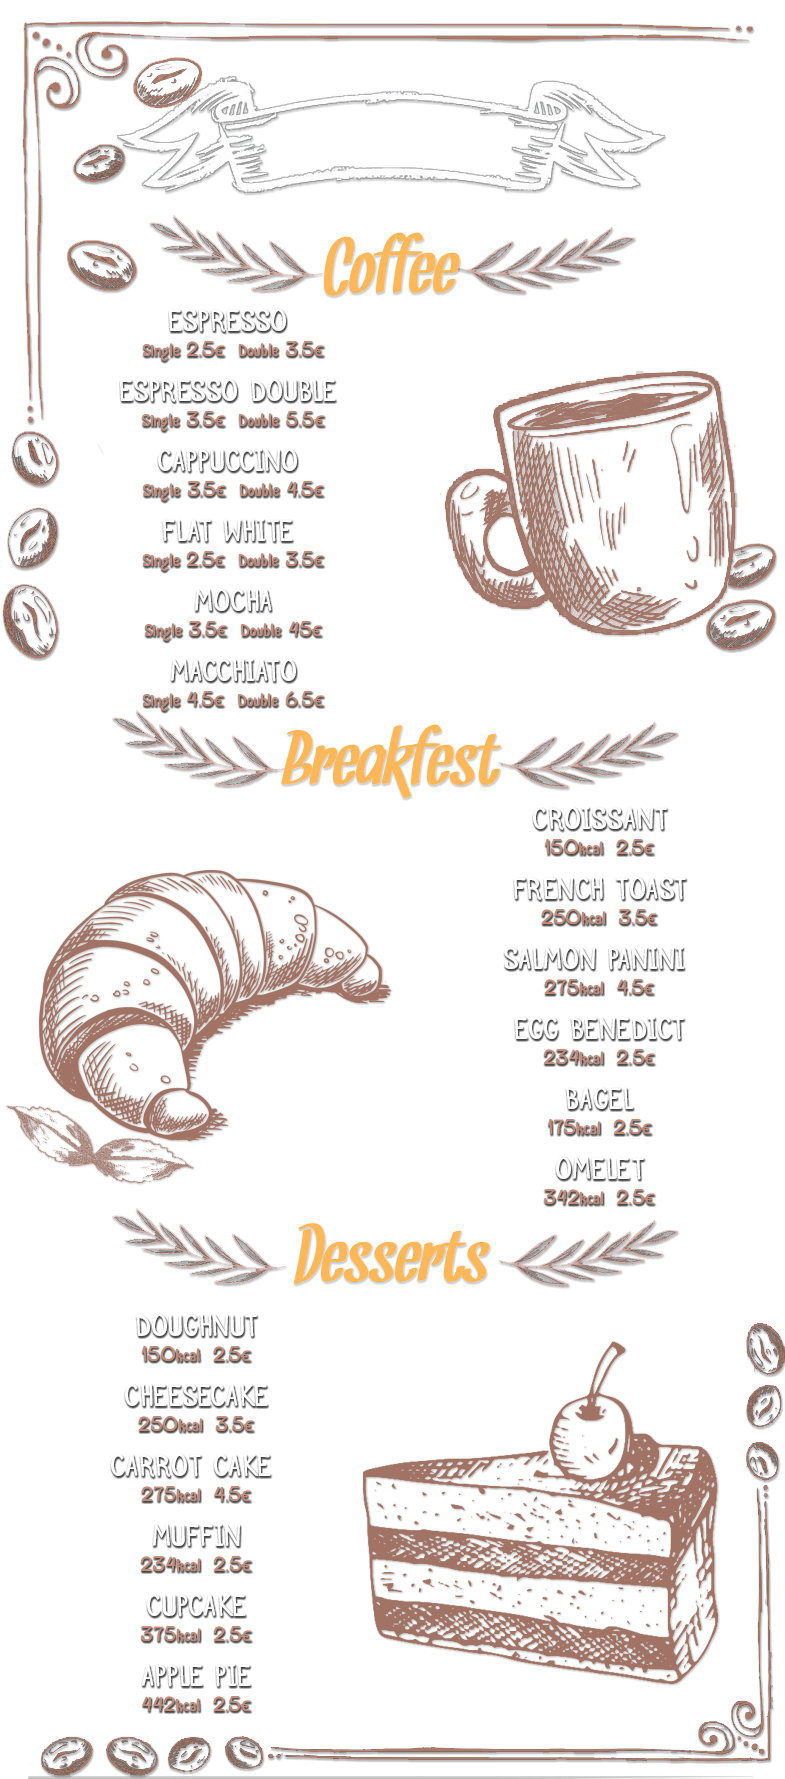 Coffee
ESPRESSO
Single 2.5€ Double 3.5€
ESPRESSO DOUBLE
Single 3.5€ Double 5.5€
CAPPUCCINO
Single 3.5€ Double 4.5€
FLAT WHITE
Single 2.5€ Double 3.5€
MOCHA
Single 3.5€ Double 45€
MACCHIATO
Single 4.5€ Double 6.5€
Breakfest
CROISSANT
150kcal 2.5€
FRENCH TOAST
250kcal 3.5€
SALMON PANINI
275kcal 4.5€
EGG BENEDICT
234kcal 2.5€
BAGEL
175kcal 2.5€
OMELET
342kcal 2.5€
Desserts
DOUGHNUT
150kcal 2.5€
CHEESECAKE
250kcal 3.5€
CARROT CAKE
275kcal 4.5€
MUFFIN
234kcal 2.5€
CUPCAKE
375kcal 2.5€
APPLE PIE
442kcal 2.5€